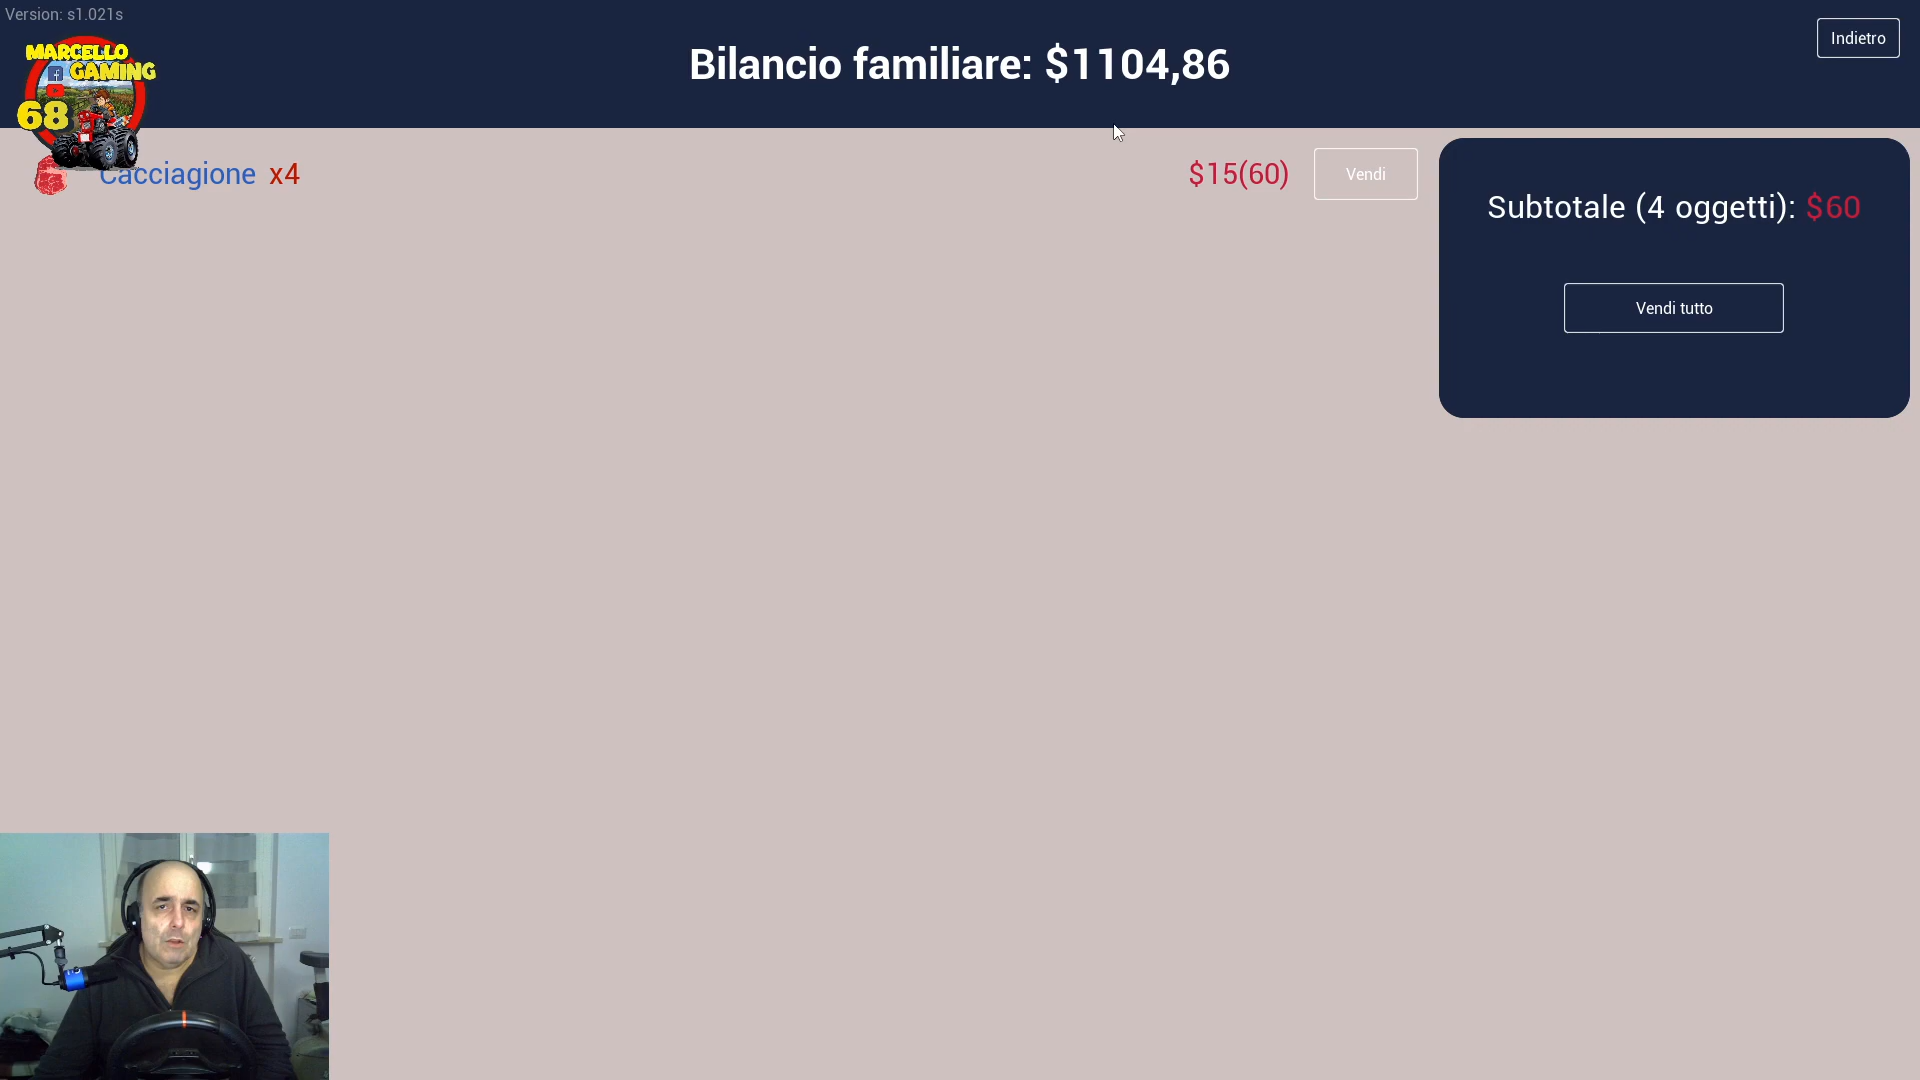 Version: s1.021s
MARCELLO
GAMING
68
Bilancio familiare: $1104,86
Indietro
Cacciagione x4
$15(60)
Vendi
Subtotale (4 oggetti): $60
Vendi tutto